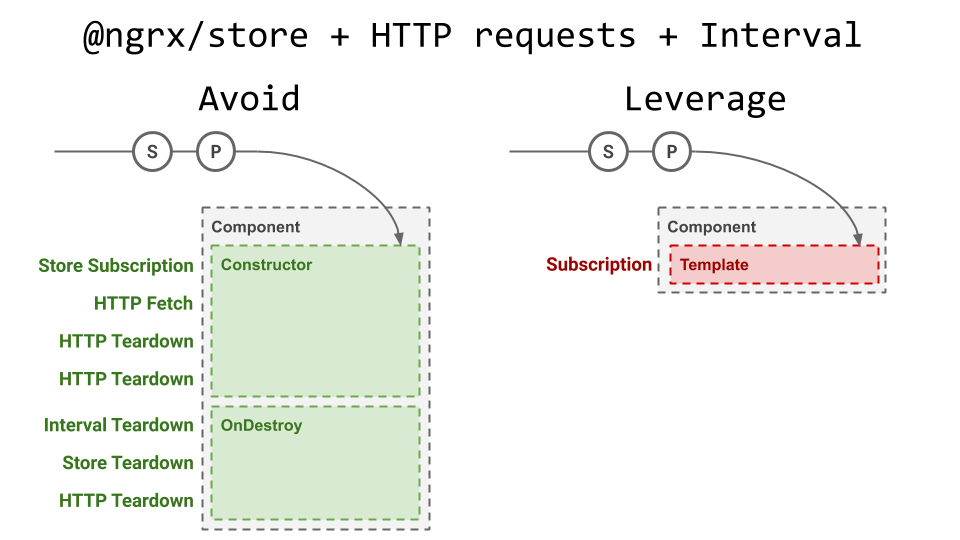 @ngrx/store + HTTP requests + Interval
Avoid
S P
Component
Store Subscription Constructor
HTTP Fetch
HTTP Teardown
HTTP Teardown
Interval Teardown OnDestroy
Store Teardown
HTTP Teardown
Leverage
S P
Component
Subscription Template